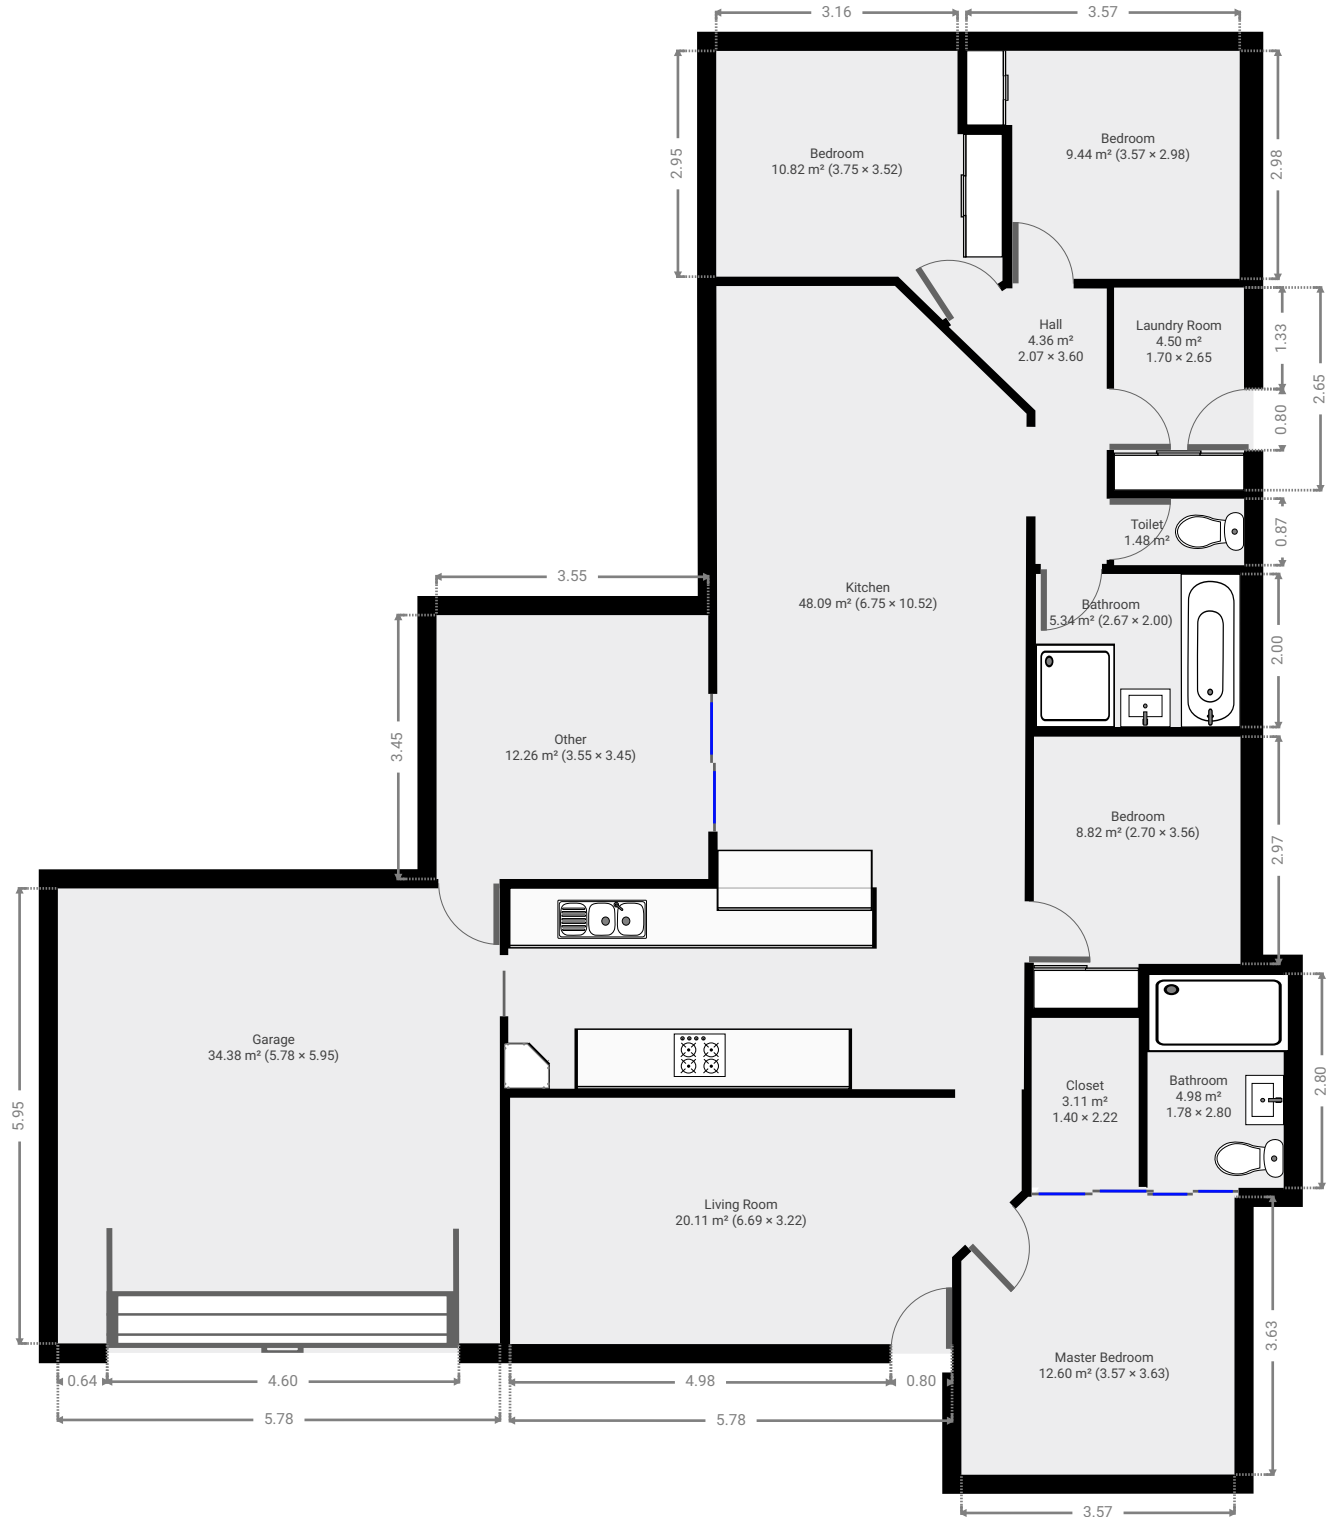 3.16
3.57
2.95
Bedroom
10.82 m² (3.75 × 3.52)
Bedroom
9.44 m² (3.57 × 2.98)
2.98
Hall
4.36 m²
2.07 × 3.60
Laundry Room
4.50 m²
1.70 × 2.65
1.33
2.65
0.80
Toilet
1.48 m²
0.87
3.55
Kitchen
48.09 m² (6.75 × 10.52)
Bathroom
5.34 m² (2.67 × 2.00)
2.00
3.45
Other
12.26 m² (3.55 × 3.45)
Bedroom
8.82 m² (2.70 × 3.56)
2.97
Garage
34.38 m² (5.78 × 5.95)
5.95
Closet
3.11 m²
1.40 × 2.22
Bathroom
4.98 m²
1.78 × 2.80
2.80
Living Room
20.11 m² (6.69 × 3.22)
Master Bedroom
12.60 m² (3.57 × 3.63)
3.63
0.64
4.60
4.98
0.80
5.78
5.78
3.57